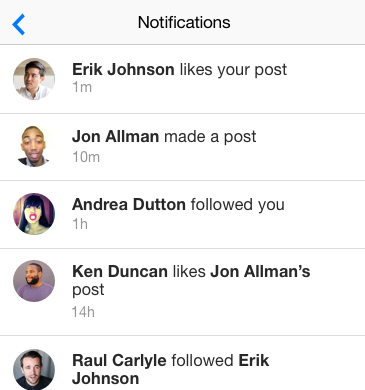 Notifications
Erik Johnson likes your post
1m
Jon Allman made a post
10m
Andrea Dutton followed you
1h
Ken Duncan likes Jon Allman’s
post
14h
Raul Carlyle followed Erik
Johnson